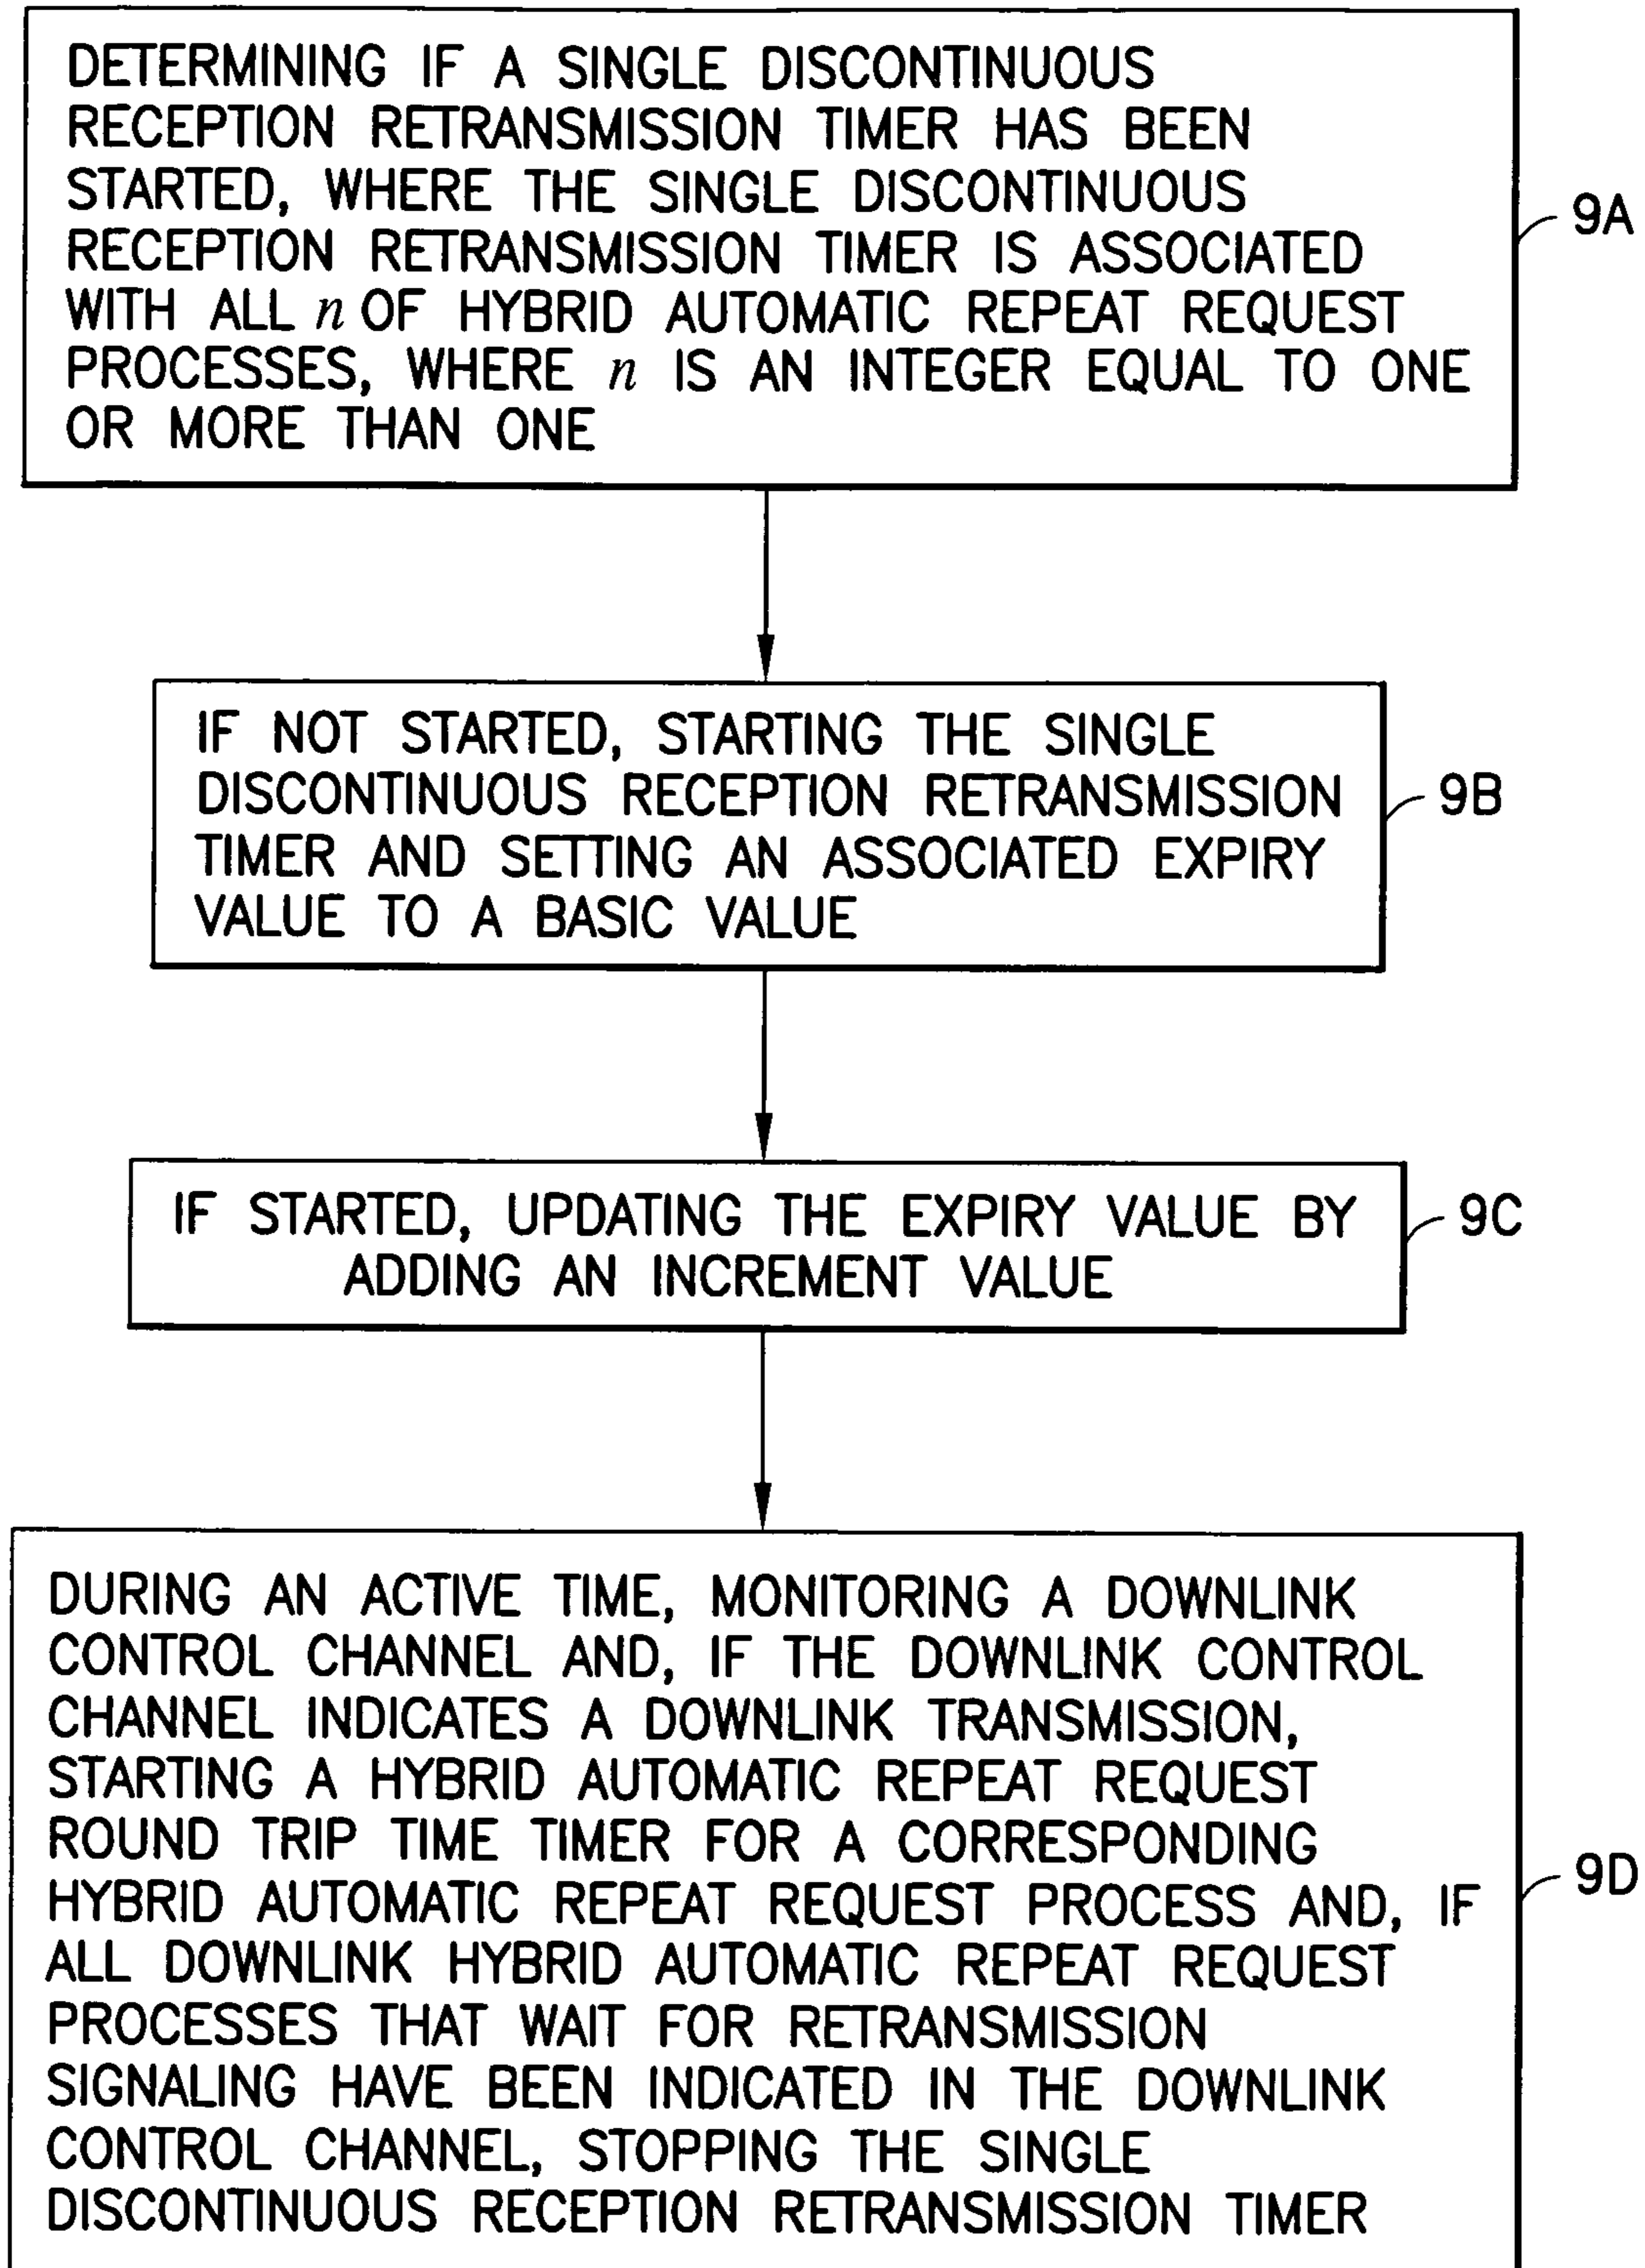 DETERMINING IF A SINGLE DISCONTINUOUS
RECEPTION RETRANSMISSION TIMER HAS BEEN
STARTED, WHERE THE SINGLE DISCONTINUOUS
RECEPTION RETRANSMISSION TIMER IS ASSOCIATED
WITH ALL n OF HYBRID AUTOMATIC REPEAT REQUEST
PROCESSES, WHERE n IS AN INTEGER EQUAL TO ONE
OR MORE THAN ONE
9A
IF NOT STARTED, STARTING THE SINGLE
DISCONTINUOUS RECEPTION RETRANSMISSION
TIMER AND SETTING AN ASSOCIATED EXPIRY
VALUE TO A BASIC VALUE
9B
IF STARTED, UPDATING THE EXPIRY VALUE BY
ADDING AN INCREMENT VALUE
9C
DURING AN ACTIVE TIME, MONITORING A DOWNLINK
CONTROL CHANNEL AND, IF THE DOWNLINK CONTROL
CHANNEL INDICATES A DOWNLINK TRANSMISSION,
STARTING A HYBRID AUTOMATIC REPEAT REQUEST
ROUND TRIP TIME TIMER FOR A CORRESPONDING
HYBRID AUTOMATIC REPEAT REQUEST PROCESS AND, IF
ALL DOWNLINK HYBRID AUTOMATIC REPEAT REQUEST
PROCESSES THAT WAIT FOR RETRANSMISSION
SIGNALING HAVE BEEN INDICATED IN THE DOWNLINK
CONTROL CHANNEL, STOPPING THE SINGLE
DISCONTINUOUS RECEPTION RETRANSMISSION TIMER
9D